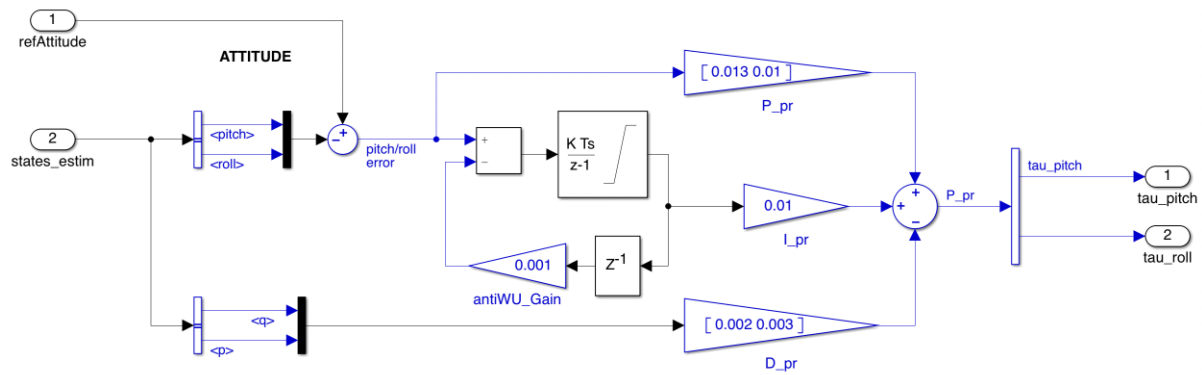 1
refAttitude
ATTITUDE
[ 0.013 0.01 ]
P_pr
2
states_estim
<pitch>
<roll>
+
−
pitch/roll
error
+
−
K Ts
z-1
0.01
I_pr
+
+
−
P_pr
tau_pitch
1
tau_pitch
2
tau_roll
0.001
antiWU_Gain
Z-1
<q>
<p>
[ 0.002 0.003 ]
D_pr